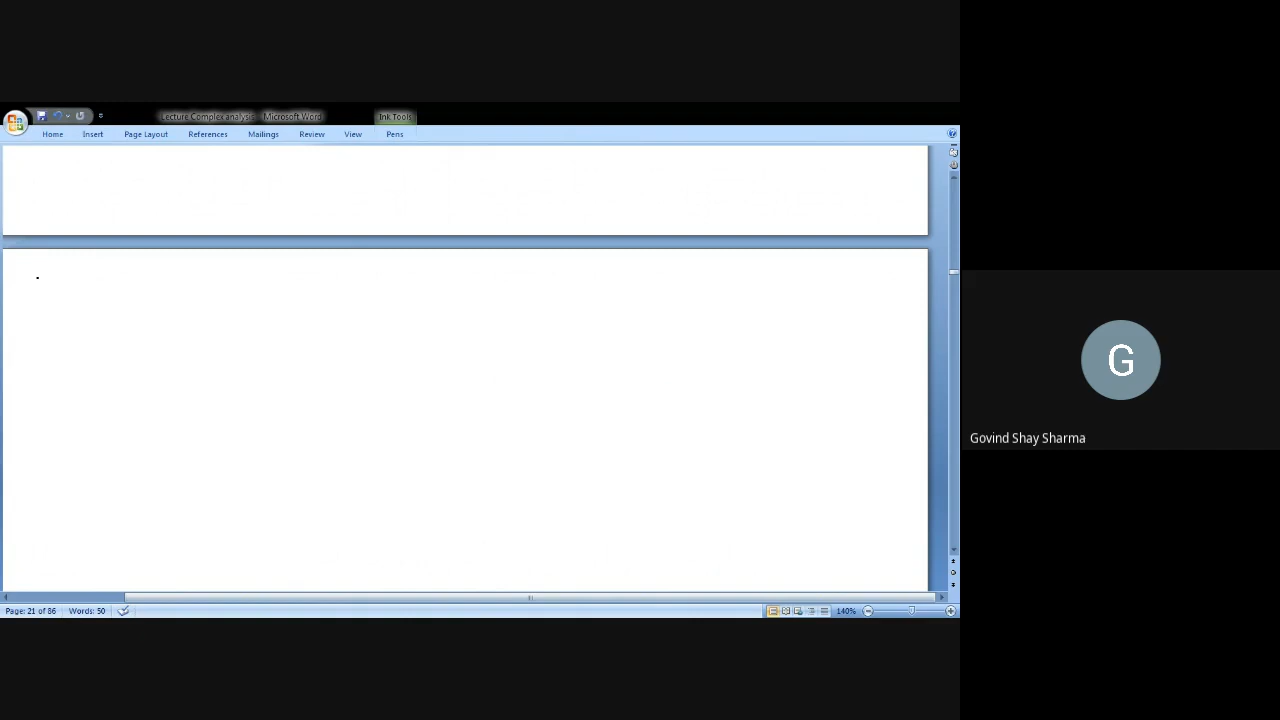 Lecture Complex analysis - Microsoft Word
Ink Tools
Home Insert Page Layout References Mailings Review View Pens
G
Govind Shay Sharma
Page: 21 of 86 Words: 50 140%